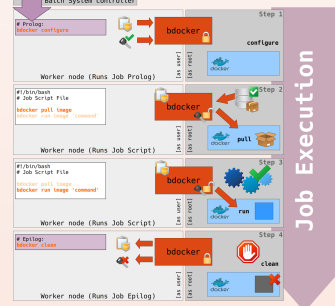 Batch System Controller
Step 1
# Prolog:
bdocker configure
bdocker
configure
[as user]
[as root]
docker
Worker node (Runs Job Prolog)
Step 2
#!/bin/bash
# Job Script File
bdocker pull image
bdocker run image 'command'
bdocker
pull
[as user]
[as root]
docker
Worker node (Runs Job Script)
Step 3
#!/bin/bash
# Job Script File
bdocker pull image
bdocker run image 'command'
bdocker
run
[as user]
[as root]
docker
Worker node (Runs Job Script)
Step 4
# Epilog:
bdocker clean
bdocker
clean
[as user]
[as root]
docker
Worker node (Runs Job Epilog)
Job Execution